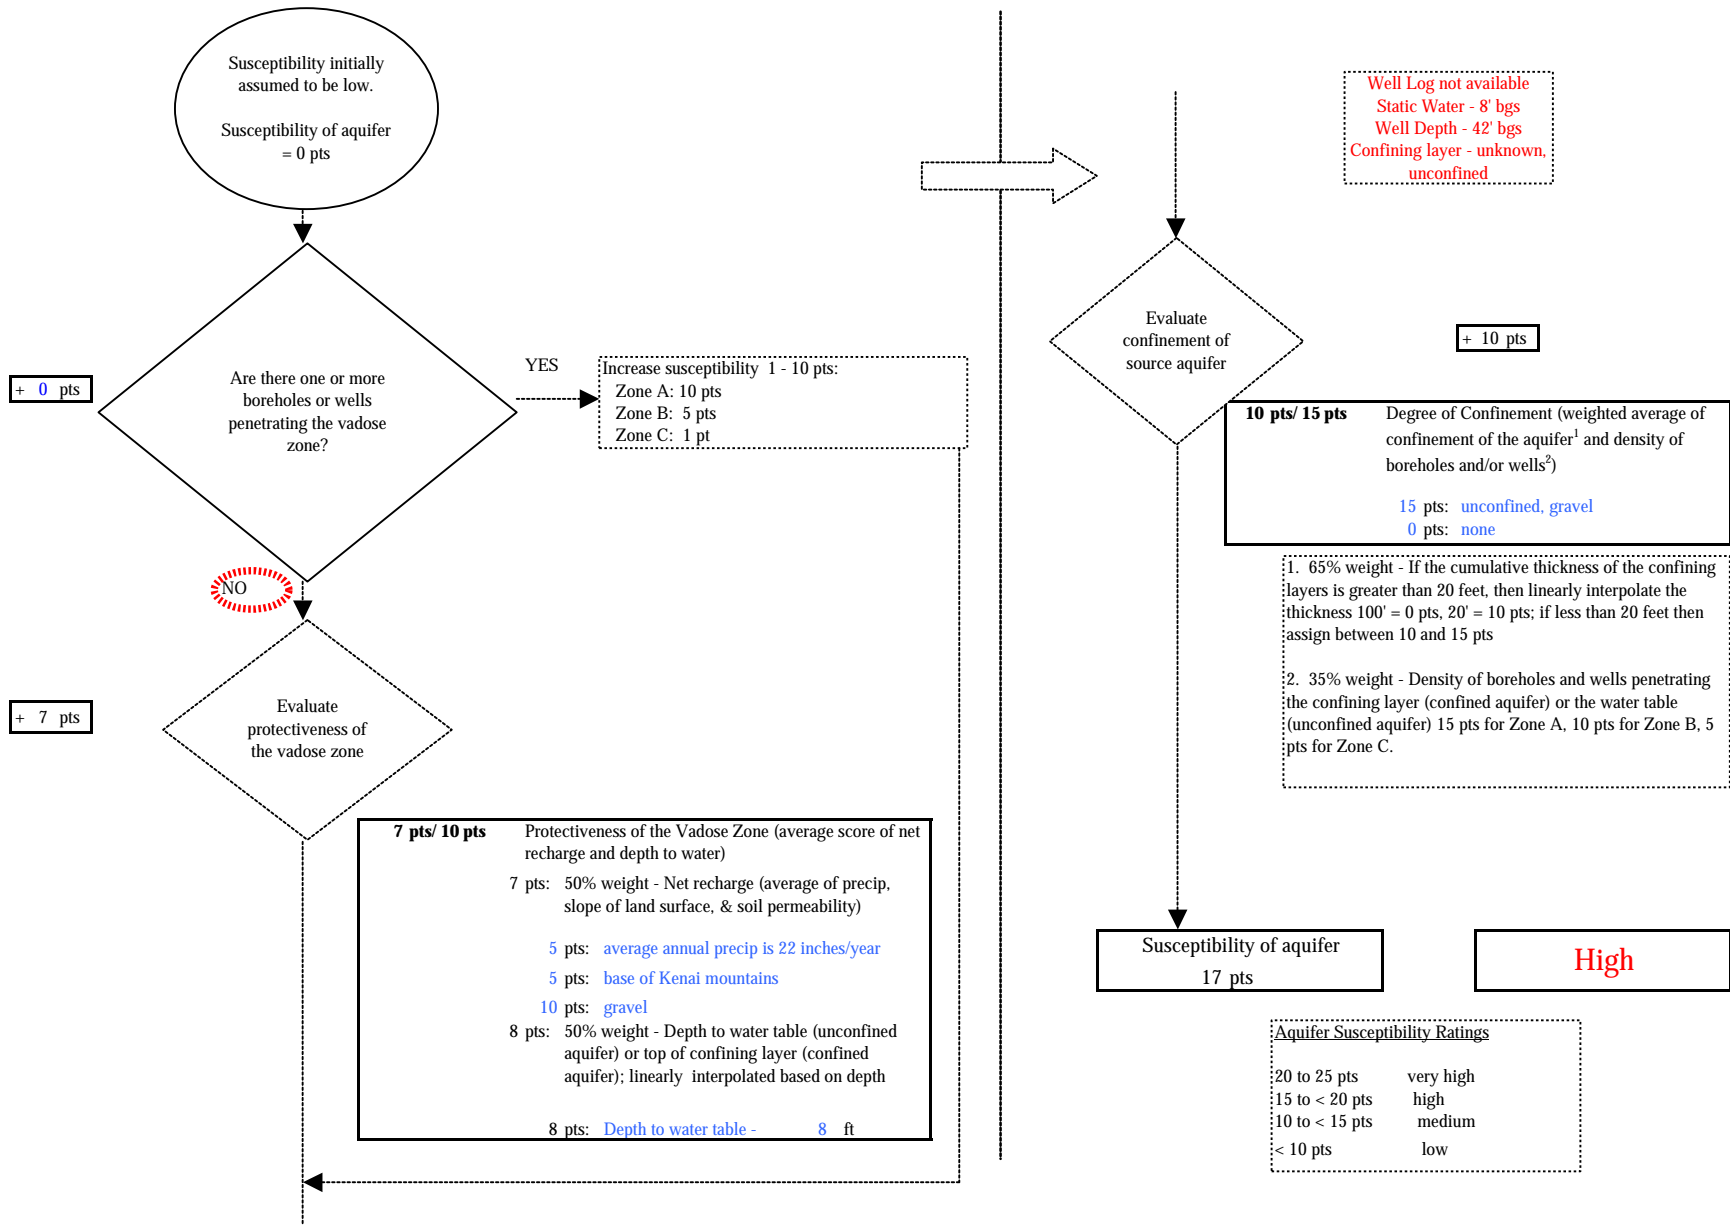 Susceptibility initially
assumed to be low.
Susceptibility of aquifer
= 0 pts
+ 0 pts
Are there one or more
boreholes or wells
penetrating the vadose
zone?
YES
Increase susceptibility 1 - 10 pts:
Zone A: 10 pts
Zone B: 5 pts
Zone C: 1 pt
NO
+ 7 pts
Evaluate
protectiveness of
the vadose zone
7 pts/ 10 pts Protectiveness of the Vadose Zone (average score of net
recharge and depth to water)
7 pts: 50% weight - Net recharge (average of precip,
slope of land surface, & soil permeability)
5 pts: average annual precip is 22 inches/year
5 pts: base of Kenai mountains
10 pts: gravel
8 pts: 50% weight - Depth to water table (unconfined
aquifer) or top of confining layer (confined
aquifer); linearly interpolated based on depth
8 pts: Depth to water table - 8 ft
Well Log not available
Static Water - 8' bgs
Well Depth - 42' bgs
Confining layer - unknown,
unconfined
Evaluate
confinement of
source aquifer
+ 10 pts
10 pts/ 15 pts Degree of Confinement (weighted average of
confinement of the aquifer1 and density of
boreholes and/or wells2)
15 pts: unconfined, gravel
0 pts: none
1. 65% weight - If the cumulative thickness of the confining
layers is greater than 20 feet, then linearly interpolate the
thickness 100' = 0 pts, 20' = 10 pts; if less than 20 feet then
assign between 10 and 15 pts
2. 35% weight - Density of boreholes and wells penetrating
the confining layer (confined aquifer) or the water table
(unconfined aquifer) 15 pts for Zone A, 10 pts for Zone B, 5
pts for Zone C.
Susceptibility of aquifer
17 pts
High
Aquifer Susceptibility Ratings
20 to 25 pts very high
15 to < 20 pts high
10 to < 15 pts medium
< 10 pts low